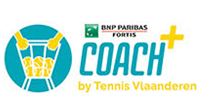 BNP PARIBAS
FORTIS
COACH+
by Tennis Vlaanderen